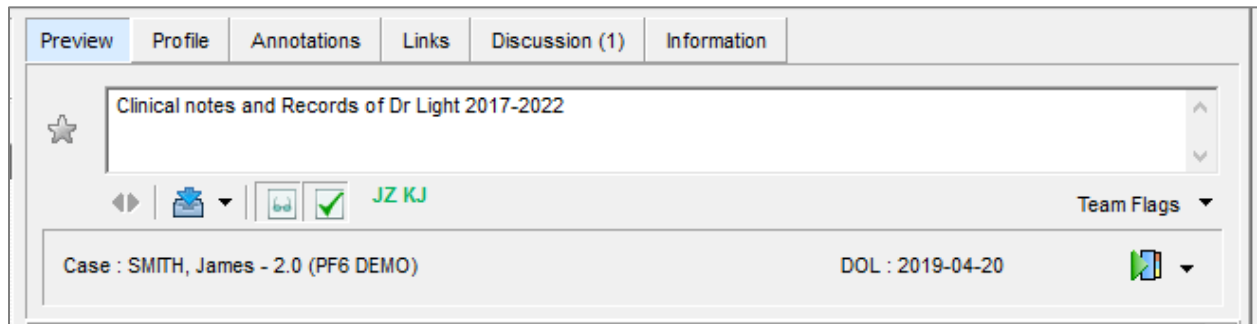 Preview Profile Annotations Links Discussion (1) Information
Clinical notes and Records of Dr Light 2017-2022
JZ KJ
Team Flags
Case : SMITH, James - 2.0 (PF6 DEMO) DOL : 2019-04-20